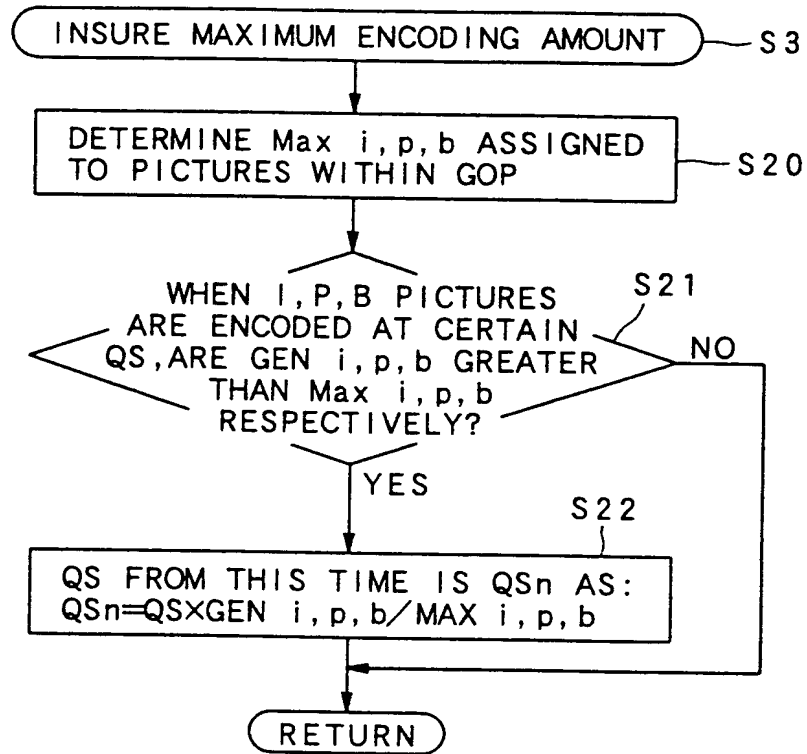 INSURE MAXIMUM ENCODING AMOUNT
S3
DETERMINE Max i,p,b ASSIGNED
TO PICTURES WITHIN GOP
S20
WHEN I,P,B PICTURES
ARE ENCODED AT CERTAIN
QS,ARE GEN i,p,b GREATER
THAN Max i,p,b
RESPECTIVELY?
S21
NO
YES
S22
QS FROM THIS TIME IS QSn AS:
QSn=QS×GEN i,p,b/MAX i,p,b
RETURN